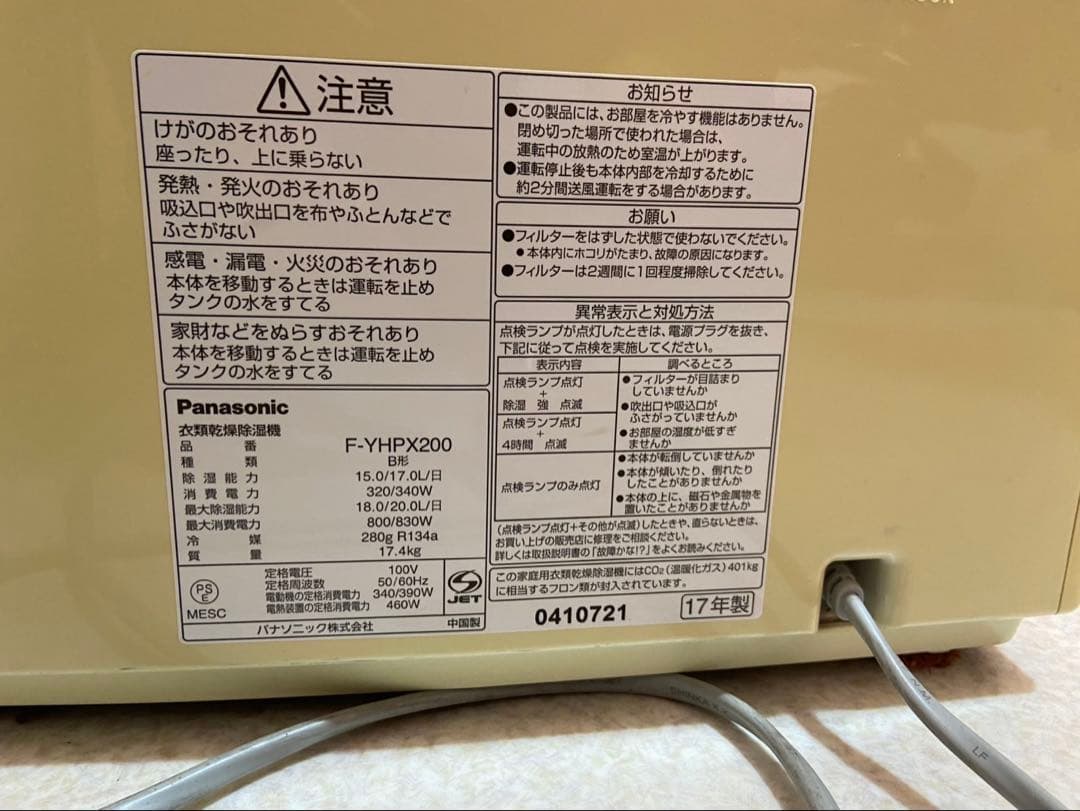 注意
けがのおそれあり
座ったり、上に乗らない
発熱・発火のおそれあり
吸込口や吹出口を布やふとんなどで
ふさがない
感電・漏電・火災のおそれあり
本体を移動するときは運転を止め
タンクの水をすてる
家財などをぬらすおそれあり
本体を移動するときは運転を止め
タンクの水をすてる
Panasonic
衣類乾燥除湿機
品番 F-YHPX200
種類 B形
除湿能力 15.0/17.0L/日
消費電力 320/340W
最大除湿能力 18.0/20.0L/日
最大消費電力 800/830W
冷媒 280g R134a
質量 17.4kg
PS
E
MESC
定格電圧 100V
定格周波数 50/60Hz
電動機の定格消費電力 340/390W
電熱装置の定格消費電力 460W
JET
パナソニック株式会社 中国製
お知らせ
●この製品には、お部屋を冷やす機能はありません。
閉め切った場所で使われた場合は、
運転中の放熱のため室温が上がります。
●運転停止後も本体内部を冷却するために
約2分間送風運転をする場合があります。
お願い
●フィルターをはずした状態で使わないでください。
●本体内にホコリがたまり、故障の原因になります。
●フィルターは2週間に1回程度掃除してください。
異常表示と対処方法
点検ランプが点灯したときは、電源プラグを抜き、
下記に従って点検を実施してください。
表示内容 調べるところ
点検ランプ点灯
+
除湿 強 点滅
点検ランプ点灯
+
4時間 点滅
●フィルターが目詰まり
していませんか
●吹出口や吸込口が
ふさがっていませんか
●お部屋の温度が低すぎ
ませんか
点検ランプのみ点灯
●本体が転倒していませんか
●本体が傾いたり、倒れたり
したことがありませんか
●本体の上に、磁石や金属物を
置いたことがありませんか
(点検ランプ点灯+その他が点滅)したときや、直らないときは、
お買い上げの販売店に修理をご相談ください。
詳しくは取扱説明書の「故障かな!?」をよくお読みください。
この家庭用衣類乾燥除湿機にはCO₂(温暖化ガス)401kg
に相当するフロン類が封入されています。
0410721 17年製